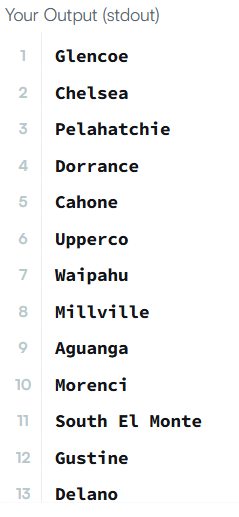 Your Output (stdout)
1 Glencoe
2 Chelsea
3 Pelahatchie
4 Dorrance
5 Cahone
6 Upperco
7 Waipahu
8 Millville
9 Aguanga
10 Morenci
11 South El Monte
12 Gustine
13 Delano